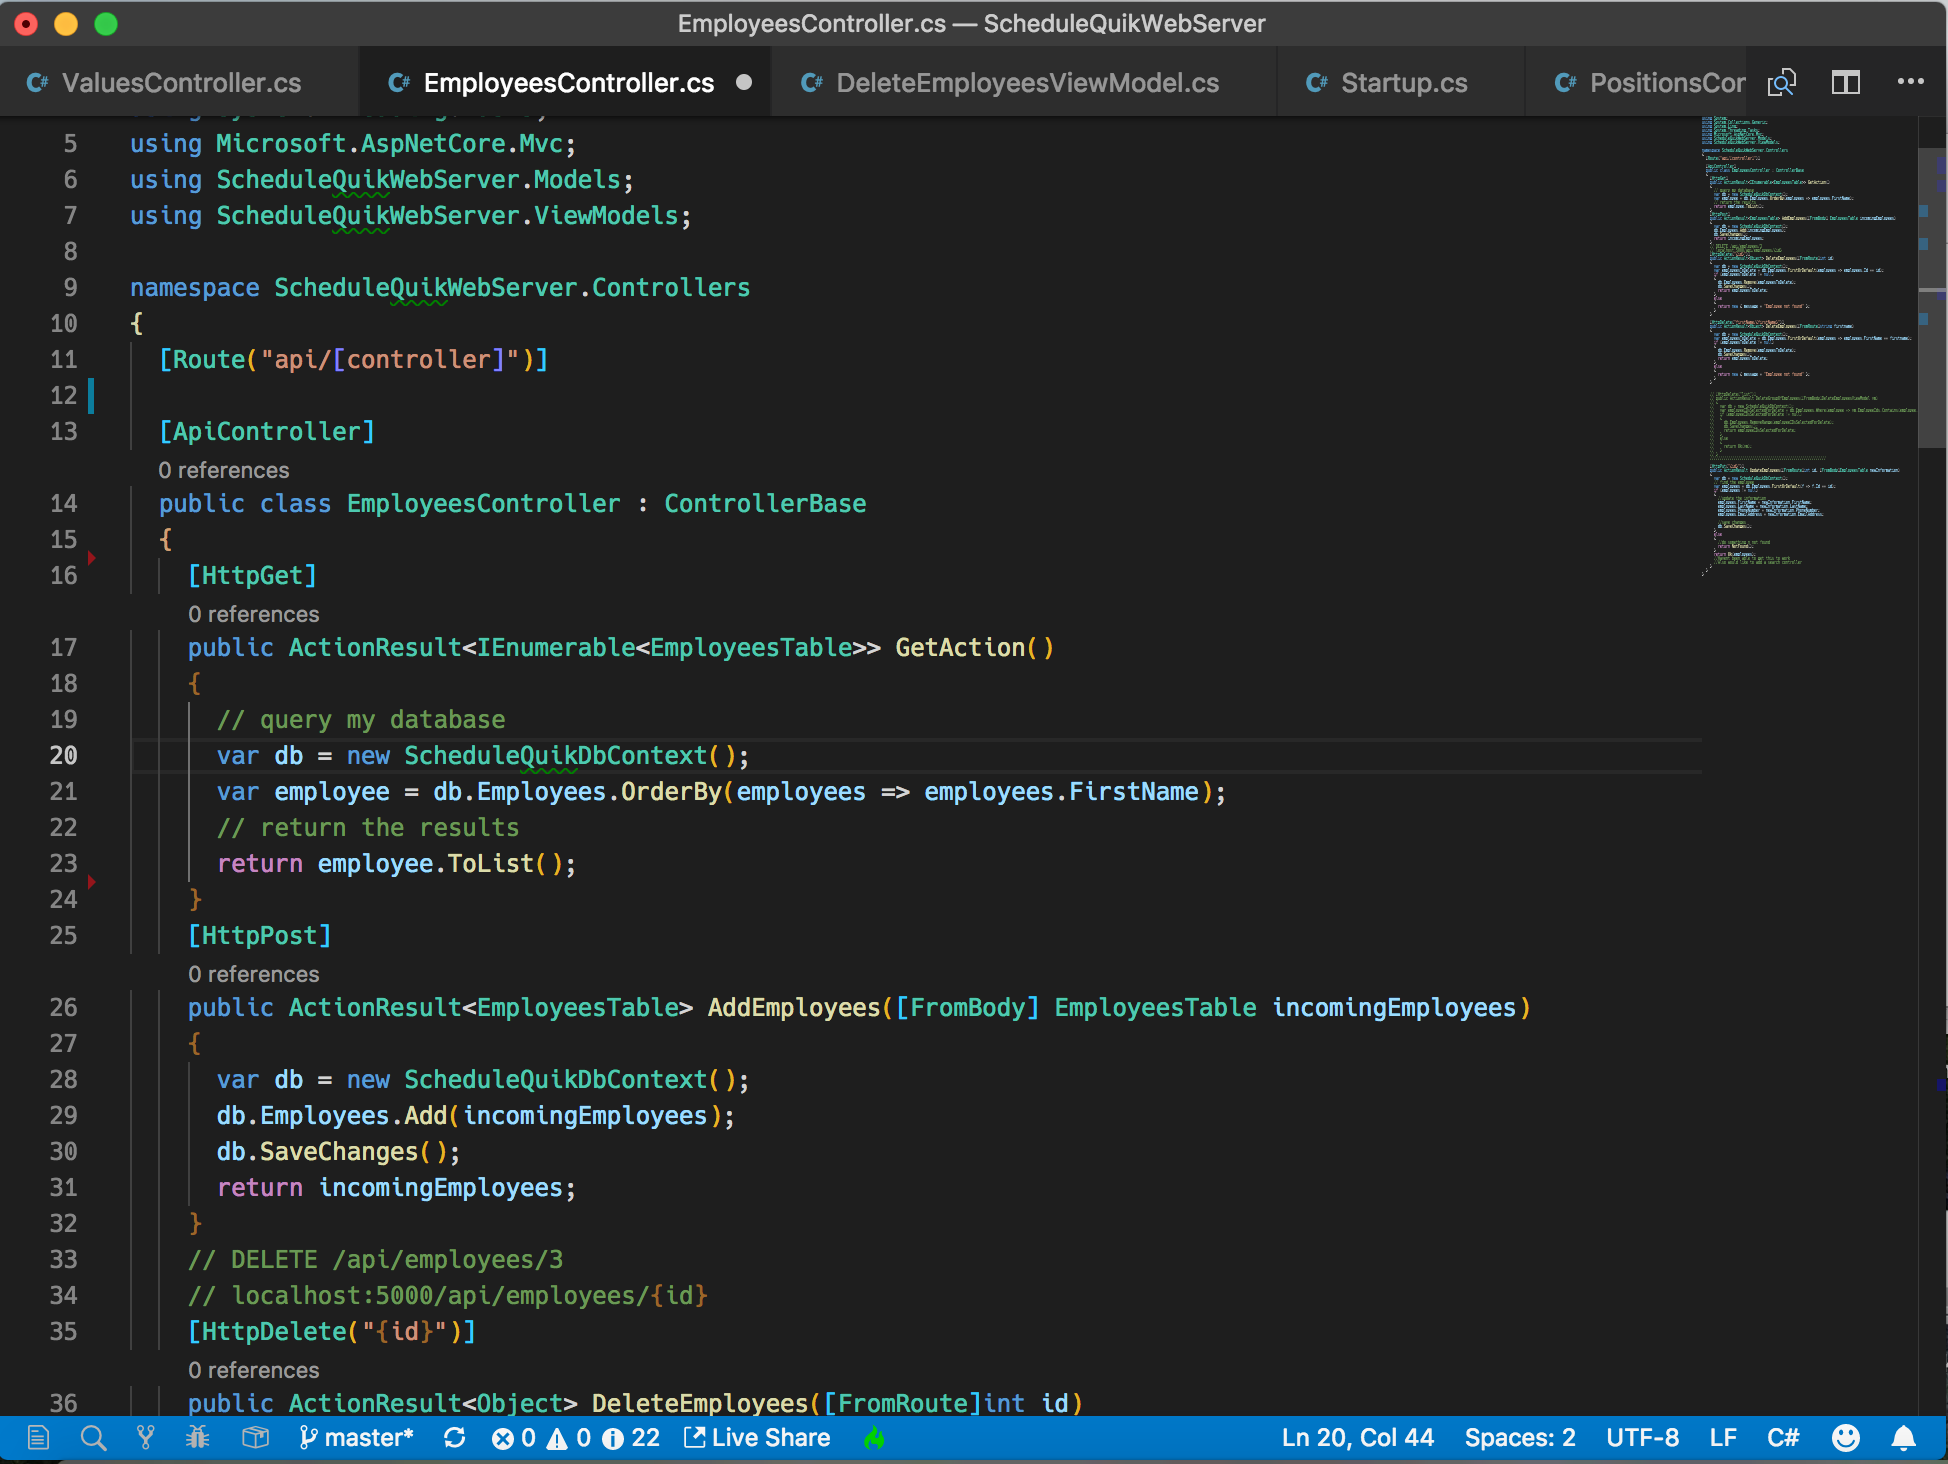 EmployeesController.cs — ScheduleQuikWebServer
C# ValuesController.cs
C# EmployeesController.cs
C# DeleteEmployeesViewModel.cs
C# Startup.cs
C# PositionsCor
5 using Microsoft.AspNetCore.Mvc;
6 using ScheduleQuikWebServer.Models;
7 using ScheduleQuikWebServer.ViewModels;
8
9 namespace ScheduleQuikWebServer.Controllers
10 {
11 [Route("api/[controller]")]
12
13 [ApiController]
0 references
14 public class EmployeesController : ControllerBase
15 {
16 [HttpGet]
0 references
17 public ActionResult<IEnumerable<EmployeesTable>> GetAction()
18 {
19 // query my database
20 var db = new ScheduleQuikDbContext();
21 var employee = db.Employees.OrderBy(employees => employees.FirstName);
22 // return the results
23 return employee.ToList();
24 }
25 [HttpPost]
0 references
26 public ActionResult<EmployeesTable> AddEmployees([FromBody] EmployeesTable incomingEmployees)
27 {
28 var db = new ScheduleQuikDbContext();
29 db.Employees.Add(incomingEmployees);
30 db.SaveChanges();
31 return incomingEmployees;
32 }
33 // DELETE /api/employees/3
34 // localhost:5000/api/employees/{id}
35 [HttpDelete("{id}")]
0 references
36 public ActionResult<Object> DeleteEmployees([FromRoute]int id)
master* 0 0 22 Live Share Ln 20, Col 44 Spaces: 2 UTF-8 LF C#